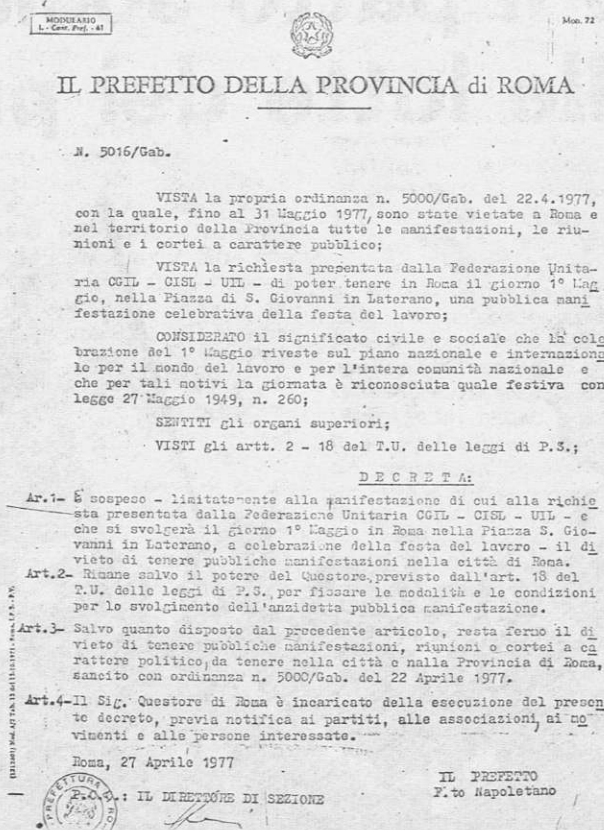 MODULARIO
I. - Cont. Pref. - 41
Mod. 72
IL PREFETTO DELLA PROVINCIA di ROMA
N. 5016/Gab.
VISTA la propria ordinanza n. 5000/Gab. del 22.4.1977,
con la quale, fino al 31 Maggio 1977, sono state vietate a Roma e
nel territorio della Provincia tutte le manifestazioni, le riu-
nioni e i cortei a carattere pubblico;
VISTA la richiesta presentata dalla Federazione Unita-
ria CGIL - CISL - UIL - di poter tenere in Roma il giorno 1° Mag
gio, nella Piazza di S. Giovanni in Laterano, una pubblica mani
festazione celebrativa della festa del lavoro;
CONSIDERATO il significato civile e sociale che la cele
brazione del 1° Maggio riveste sul piano nazionale e internaziona
le per il mondo del lavoro e per l'intera comunità nazionale e
che per tali motivi la giornata è riconosciuta quale festiva con
legge 27 Maggio 1949, n. 260;
SENTITI gli organi superiori;
VISTI gli artt. 2 - 18 del T.U. delle leggi di P.S.;
D E C R E T A:
Ar.1- È sospeso - limitatamente alla manifestazione di cui alla richie
sta presentata dalla Federazione Unitaria CGIL - CISL - UIL - e
che si svolgerà il giorno 1° Maggio in Roma nella Piazza S. Gio-
vanni in Laterano, a celebrazione della festa del lavoro - il di
vieto di tenere pubbliche manifestazioni nella città di Roma.
Art.2- Rimane salvo il potere del Questore, previsto dall'art. 18 del
T.U. delle leggi di P.S., per fissare le modalità e le condizioni
per lo svolgimento dell'anzidetta pubblica manifestazione.
Art.3- Salvo quanto disposto dal precedente articolo, resta fermo il di
vieto di tenere pubbliche manifestazioni, riunioni o cortei a ca
rattere politico, da tenere nella città e nalla Provincia di Roma,
sancito con ordinanza n. 5000/Gab. del 22 Aprile 1977.
Art.4-Il Sig. Questore di Roma è incaricato della esecuzione del presen
te decreto, previa notifica ai partiti, alle associazioni, ai mo
vimenti e alle persone interessate.
Roma, 27 Aprile 1977
IL PREFETTO
F.to Napoletano
IL DIRETTORE DI SEZIONE
PREFETTURA DI RO